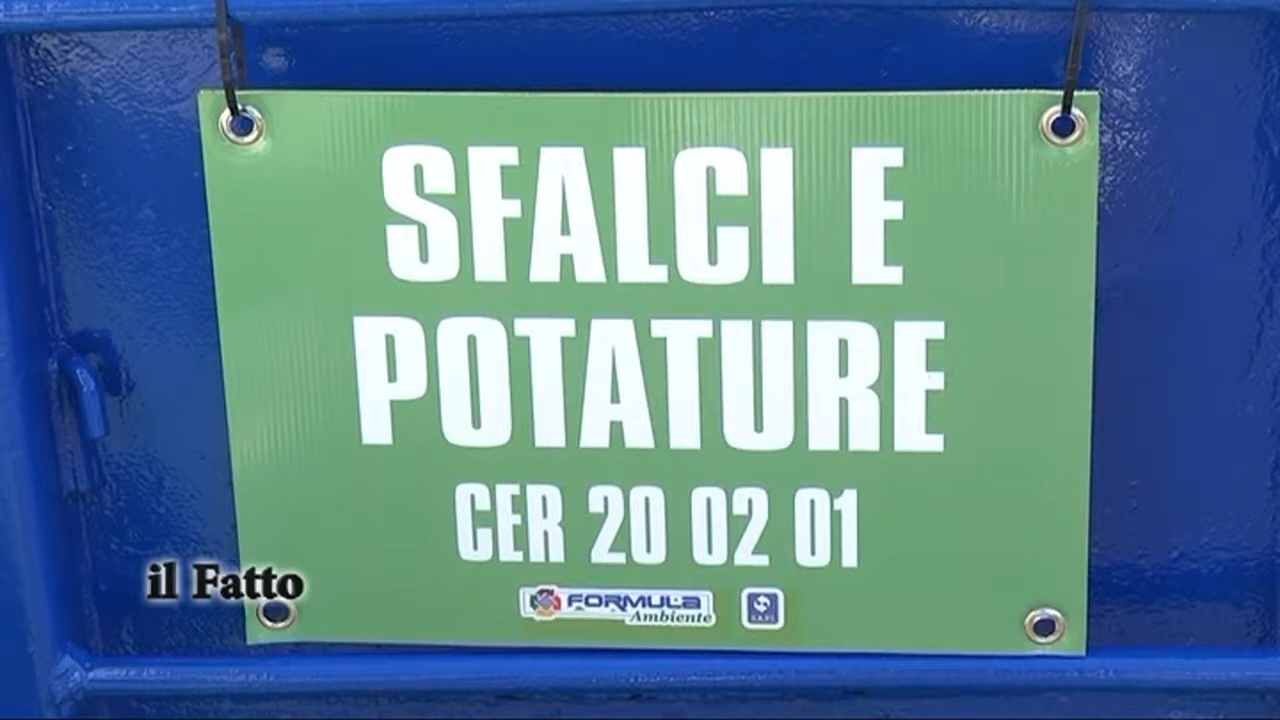 SFALCI E
POTATURE
CER 20 02 01
il Fatto
FORMULA
Ambiente